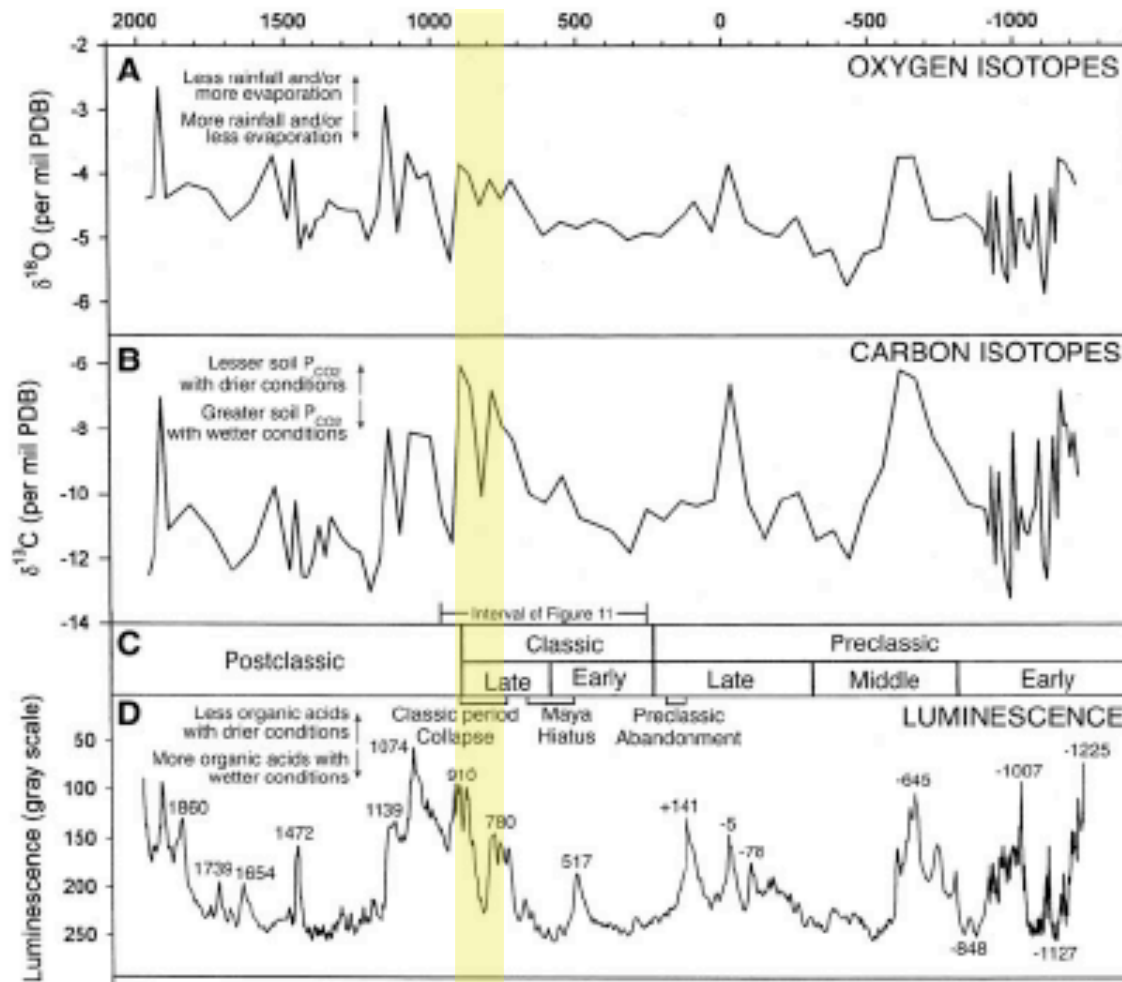 2000 1500 1000 500 0 -500 -1000
-2
A
Less rainfall and/or
more evaporation
More rainfall and/or
less evaporation
OXYGEN ISOTOPES
-3
-4
-5
-6
δ18O (per mil PDB)
B
Lesser soil PCO2
with drier conditions
Greater soil PCO2
with wetter conditions
CARBON ISOTOPES
-6
-8
-10
-12
-14
δ13C (per mil PDB)
Interval of Figure 11
C
Postclassic
Classic
Preclassic
Late Early Late Middle Early
D
Less organic acids
with drier conditions
More organic acids with
wetter conditions
Classic period
Collapse
Maya
Hiatus
Preclassic
Abandonment
LUMINESCENCE
50
100
150
200
250
Luminescence (gray scale)
1860
1739
1654
1472
1139
1074
910
780
517
+141
-5
-78
-645
-848
-1007
-1127
-1225